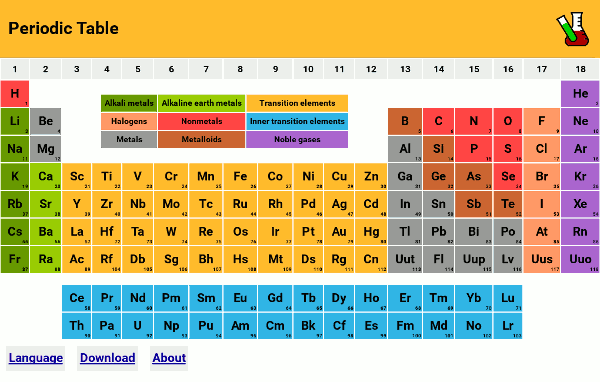 Periodic Table
1 2 3 4 5 6 7 8 9 10 11 12 13 14 15 16 17 18
H 1 He 2
Alkali metals Alkaline earth metals Transition elements
Li 3 Be 4 B 5 C 6 N 7 O 8 F 9 Ne 10
Halogens Nonmetals Inner transition elements
Metals Metalloids Noble gases
Na 11 Mg 12 Al 13 Si 14 P 15 S 16 Cl 17 Ar 18
K 19 Ca 20 Sc 21 Ti 22 V 23 Cr 24 Mn 25 Fe 26 Co 27 Ni 28 Cu 29 Zn 30 Ga 31 Ge 32 As 33 Se 34 Br 35 Kr 36
Rb 37 Sr 38 Y 39 Zr 40 Nb 41 Mo 42 Tc 43 Ru 44 Rh 45 Pd 46 Ag 47 Cd 48 In 49 Sn 50 Sb 51 Te 52 I 53 Xe 54
Cs 55 Ba 56 La 57 Hf 72 Ta 73 W 74 Re 75 Os 76 Ir 77 Pt 78 Au 79 Hg 80 Tl 81 Pb 82 Bi 83 Po 84 At 85 Rn 86
Fr 87 Ra 88 Ac 89 Rf 104 Db 105 Sg 106 Bh 107 Hs 108 Mt 109 Ds 110 Rg 111 Cn 112 Uut 113 Fl 114 Uup 115 Lv 116 Uus 117 Uuo 118
Ce 58 Pr 59 Nd 60 Pm 61 Sm 62 Eu 63 Gd 64 Tb 65 Dy 66 Ho 67 Er 68 Tm 69 Yb 70 Lu 71
Th 90 Pa 91 U 92 Np 93 Pu 94 Am 95 Cm 96 Bk 97 Cf 98 Es 99 Fm 100 Md 101 No 102 Lr 103
Language Download About